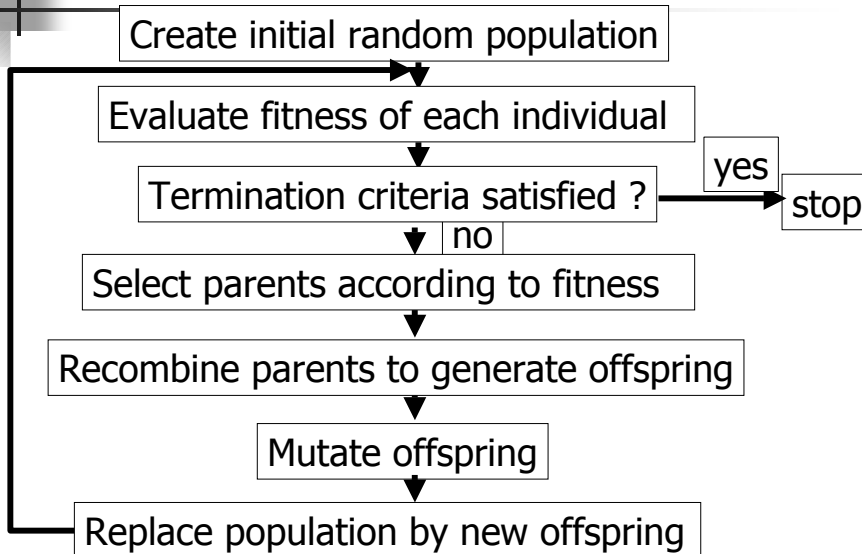 Create initial random population
Evaluate fitness of each individual
yes
Termination criteria satisfied ?
stop
no
Select parents according to fitness
Recombine parents to generate offspring
Mutate offspring
Replace population by new offspring